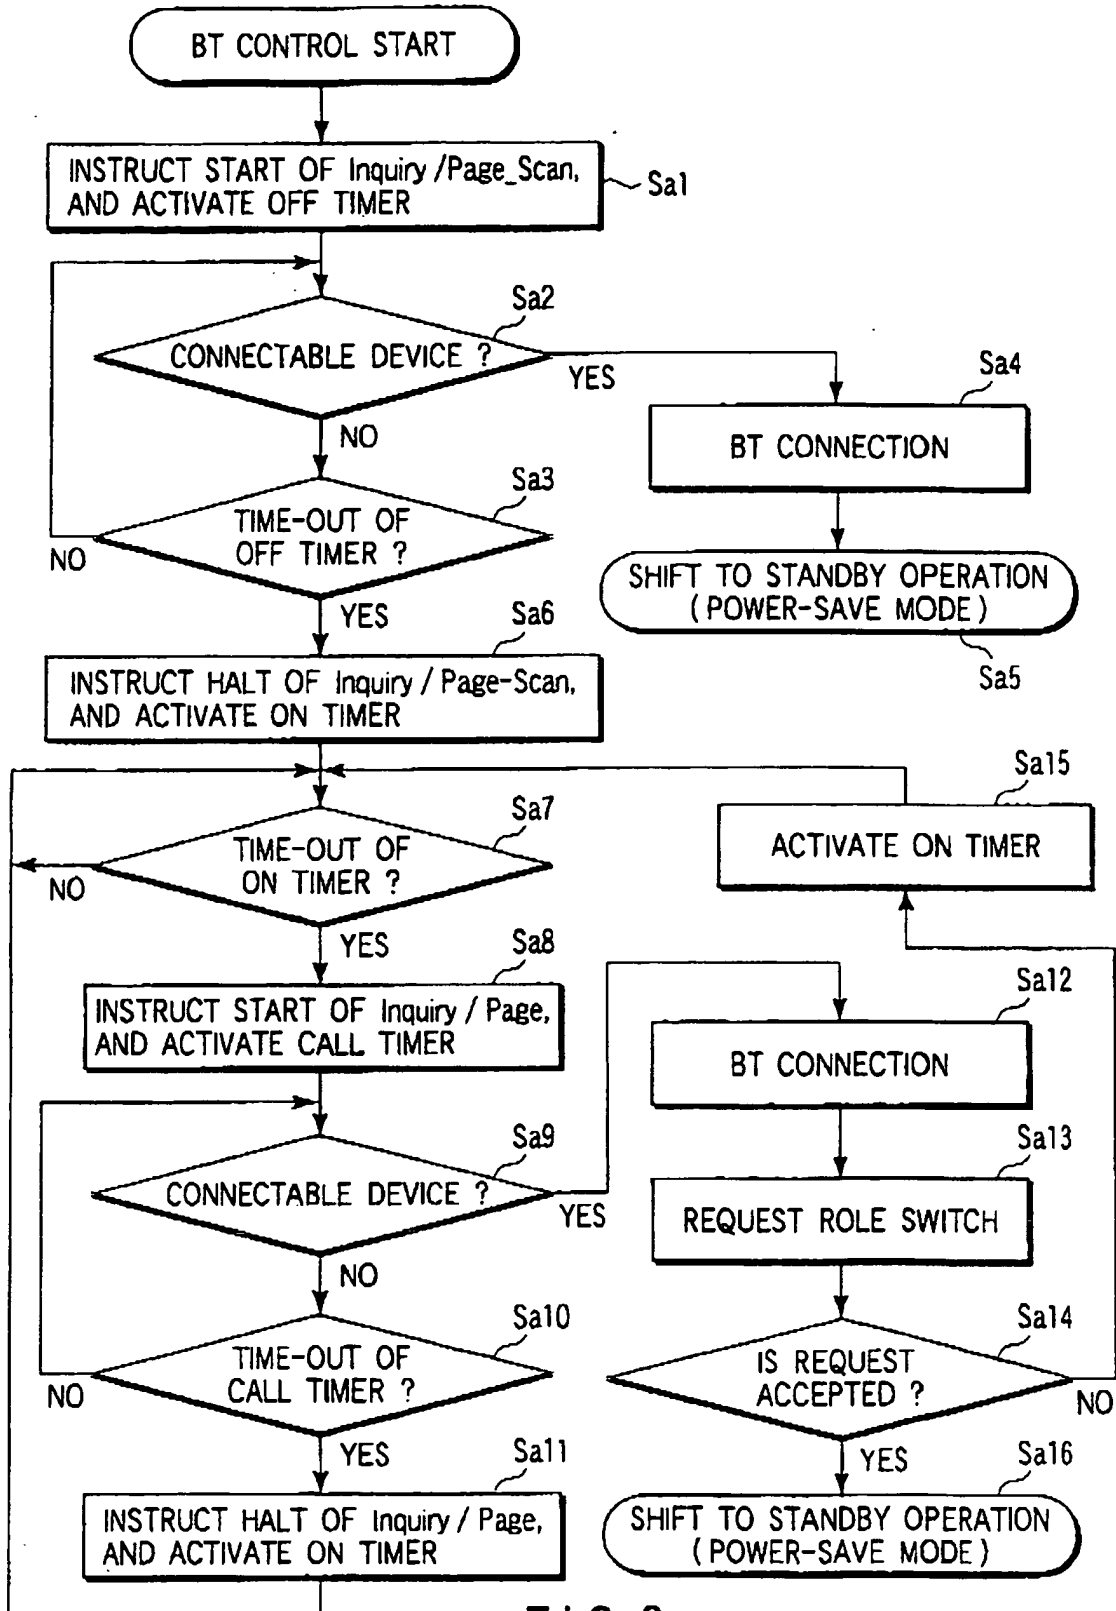 BT CONTROL START
INSTRUCT START OF Inquiry/Page_Scan,
AND ACTIVATE OFF TIMER
Sa1
Sa2
CONNECTABLE DEVICE ?
YES
NO
Sa4
BT CONNECTION
Sa3
TIME-OUT OF
OFF TIMER ?
NO
YES
SHIFT TO STANDBY OPERATION
(POWER-SAVE MODE)
Sa5
Sa6
INSTRUCT HALT OF Inquiry/Page-Scan,
AND ACTIVATE ON TIMER
Sa7
TIME-OUT OF
ON TIMER ?
NO
YES
Sa15
ACTIVATE ON TIMER
Sa8
INSTRUCT START OF Inquiry/Page,
AND ACTIVATE CALL TIMER
Sa12
BT CONNECTION
Sa9
CONNECTABLE DEVICE ?
YES
NO
Sa13
REQUEST ROLE SWITCH
Sa10
TIME-OUT OF
CALL TIMER ?
NO
YES
Sa14
IS REQUEST
ACCEPTED ?
NO
YES
Sa11
INSTRUCT HALT OF Inquiry/Page,
AND ACTIVATE ON TIMER
Sa16
SHIFT TO STANDBY OPERATION
(POWER-SAVE MODE)